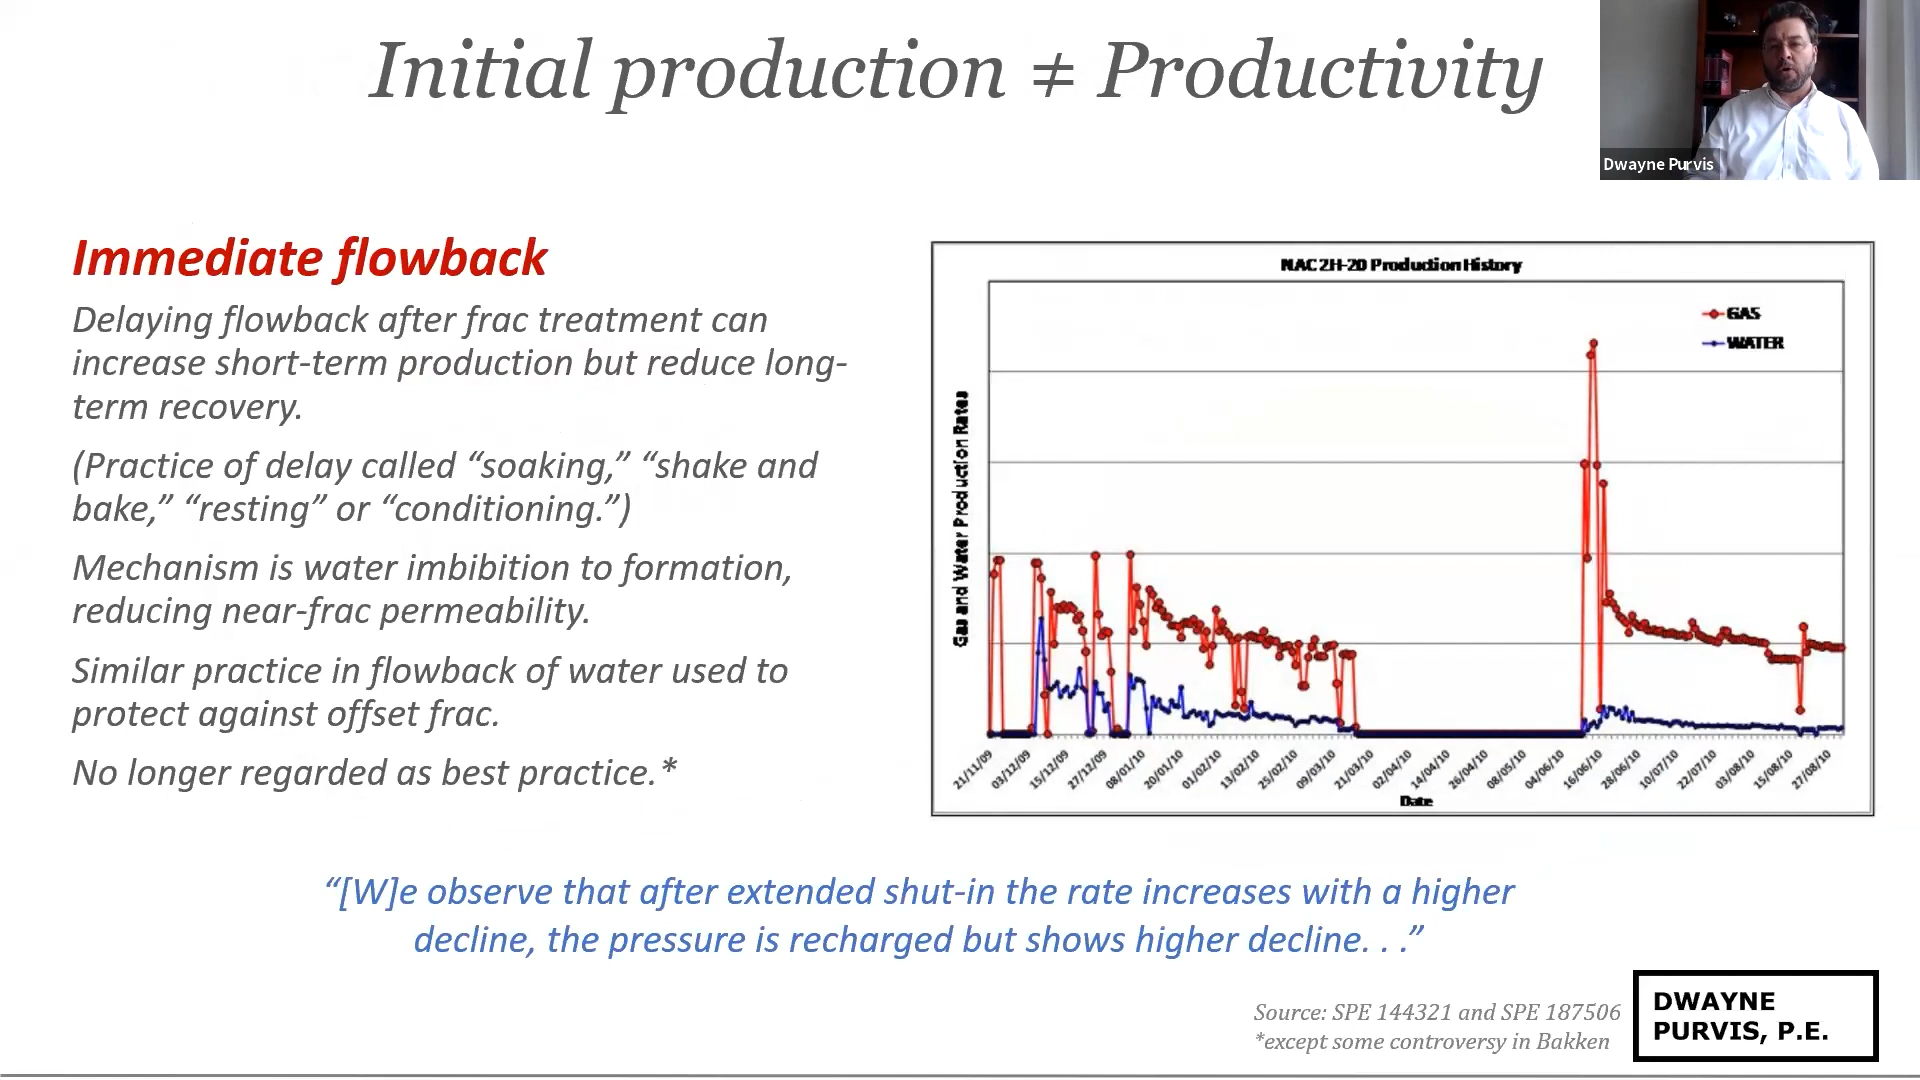 Initial production ≠ Productivity
Dwayne Purvis
Immediate flowback
Delaying flowback after frac treatment can
increase short-term production but reduce long-
term recovery.
(Practice of delay called “soaking,” “shake and
bake,” “resting” or “conditioning.”)
Mechanism is water imbibition to formation,
reducing near-frac permeability.
Similar practice in flowback of water used to
protect against offset frac.
No longer regarded as best practice.*
NAC 2H-20 Production History
GAS
WATER
Gas and Water Production Rates
21/11/09
03/12/09
15/12/09
27/12/09
08/01/10
20/01/10
01/02/10
13/02/10
25/02/10
09/03/10
21/03/10
02/04/10
14/04/10
26/04/10
08/05/10
04/06/10
16/06/10
28/06/10
10/07/10
22/07/10
03/08/10
15/08/10
27/08/10
Date
“[W]e observe that after extended shut-in the rate increases with a higher
decline, the pressure is recharged but shows higher decline. . .”
Source: SPE 144321 and SPE 187506
*except some controversy in Bakken
DWAYNE
PURVIS, P.E.